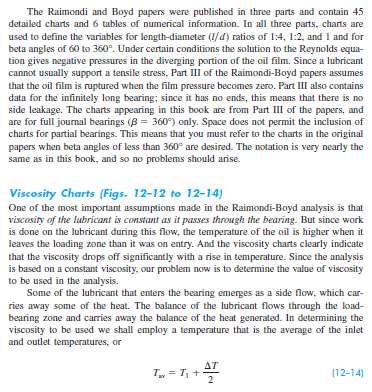 The Raimondi and Boyd papers were published in three parts and contain 45
detailed charts and 6 tables of numerical information. In all three parts, charts are
used to define the variables for length-diameter (l/d) ratios of 1:4, 1:2, and 1 and for
beta angles of 60 to 360°. Under certain conditions the solution to the Reynolds equa-
tion gives negative pressures in the diverging portion of the oil film. Since a lubricant
cannot usually support a tensile stress, Part III of the Raimondi-Boyd papers assumes
that the oil film is ruptured when the film pressure becomes zero. Part III also contains
data for the infinitely long bearing; since it has no ends, this means that there is no
side leakage. The charts appearing in this book are from Part III of the papers, and
are for full journal bearings (β = 360°) only. Space does not permit the inclusion of
charts for partial bearings. This means that you must refer to the charts in the original
papers when beta angles of less than 360° are desired. The notation is very nearly the
same as in this book, and so no problems should arise.
Viscosity Charts (Figs. 12–12 to 12–14)
One of the most important assumptions made in the Raimondi-Boyd analysis is that
viscosity of the lubricant is constant as it passes through the bearing. But since work
is done on the lubricant during this flow, the temperature of the oil is higher when it
leaves the loading zone than it was on entry. And the viscosity charts clearly indicate
that the viscosity drops off significantly with a rise in temperature. Since the analysis
is based on a constant viscosity, our problem now is to determine the value of viscosity
to be used in the analysis.
Some of the lubricant that enters the bearing emerges as a side flow, which car-
ries away some of the heat. The balance of the lubricant flows through the load-
bearing zone and carries away the balance of the heat generated. In determining the
viscosity to be used we shall employ a temperature that is the average of the inlet
and outlet temperatures, or
Tav = T1 + ΔT/2 (12–14)